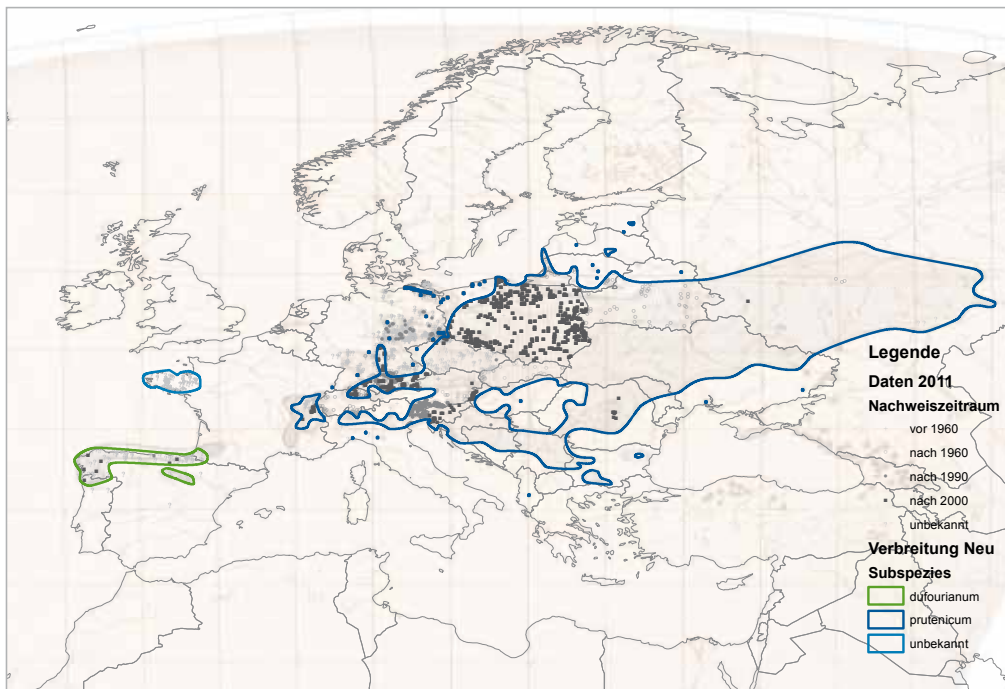 Legende
Daten 2011
Nachweiszeitraum
vor 1960
nach 1960
nach 1990
nach 2000
unbekannt
Verbreitung Neu
Subspezies
dufourianum
prutenicum
unbekannt